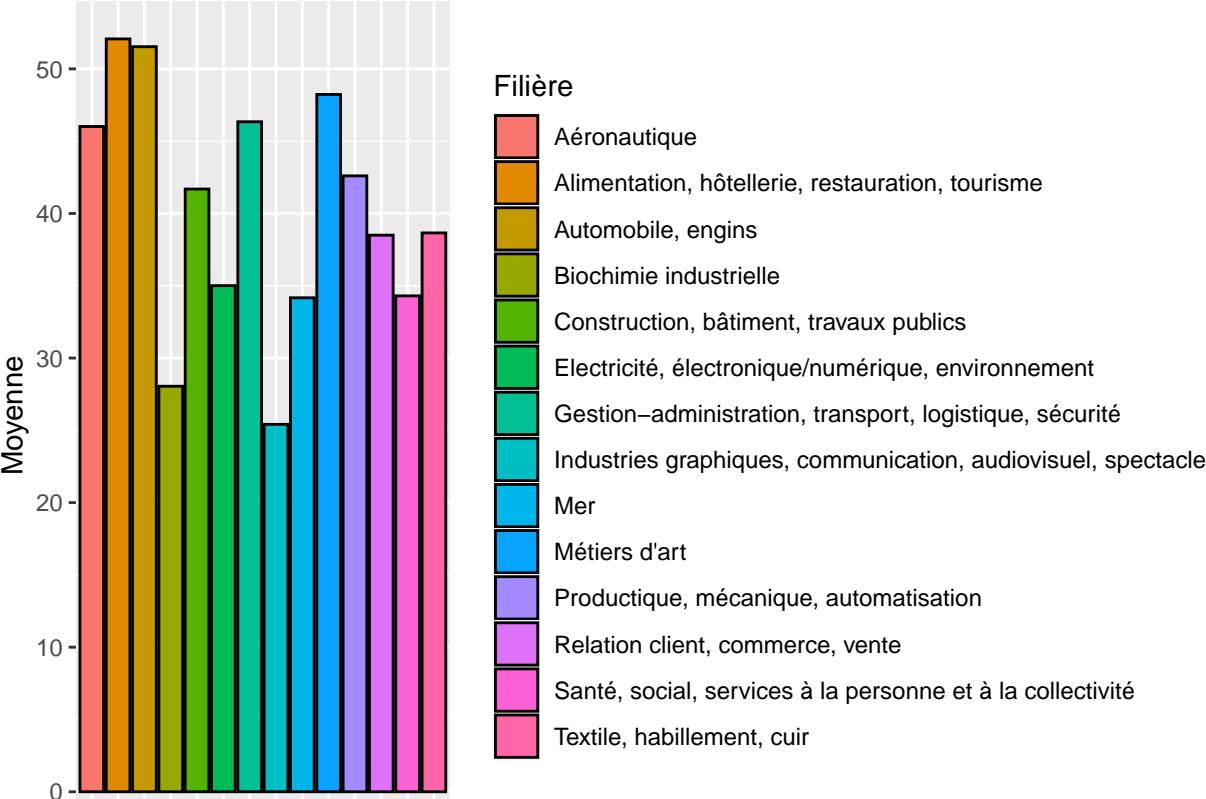 Moyenne
50
40
30
20
10
0
Filière
Aéronautique
Alimentation, hôtellerie, restauration, tourisme
Automobile, engins
Biochimie industrielle
Construction, bâtiment, travaux publics
Electricité, électronique/numérique, environnement
Gestion−administration, transport, logistique, sécurité
Industries graphiques, communication, audiovisuel, spectacle
Mer
Métiers d'art
Productique, mécanique, automatisation
Relation client, commerce, vente
Santé, social, services à la personne et à la collectivité
Textile, habillement, cuir